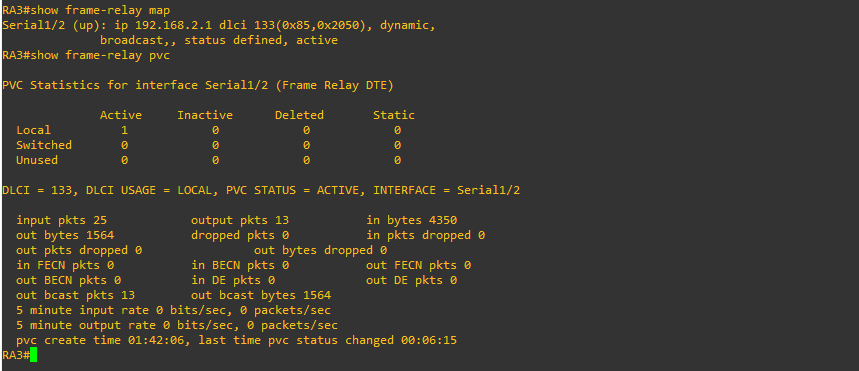 RA3#show frame-relay map
Serial1/2 (up): ip 192.168.2.1 dlci 133(0x85,0x2050), dynamic,
              broadcast,, status defined, active
RA3#show frame-relay pvc

PVC Statistics for interface Serial1/2 (Frame Relay DTE)

              Active     Inactive      Deleted       Static
  Local          1            0            0            0
  Switched       0            0            0            0
  Unused         0            0            0            0

DLCI = 133, DLCI USAGE = LOCAL, PVC STATUS = ACTIVE, INTERFACE = Serial1/2

  input pkts 25            output pkts 13           in bytes 4350
  out bytes 1564           dropped pkts 0           in pkts dropped 0
  out pkts dropped 0                out bytes dropped 0
  in FECN pkts 0           in BECN pkts 0           out FECN pkts 0
  out BECN pkts 0          in DE pkts 0             out DE pkts 0
  out bcast pkts 13        out bcast bytes 1564
  5 minute input rate 0 bits/sec, 0 packets/sec
  5 minute output rate 0 bits/sec, 0 packets/sec
  pvc create time 01:42:06, last time pvc status changed 00:06:15
RA3#